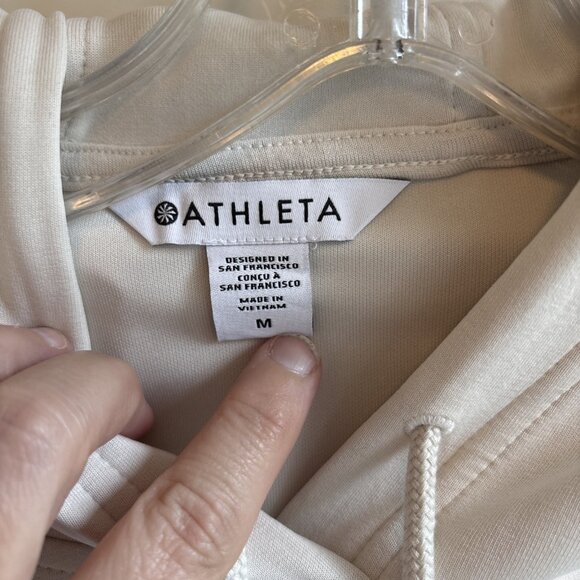 ATHLETA
DESIGNED IN
SAN FRANCISCO
CONÇU À
SAN FRANCISCO
MADE IN
VIETNAM
M